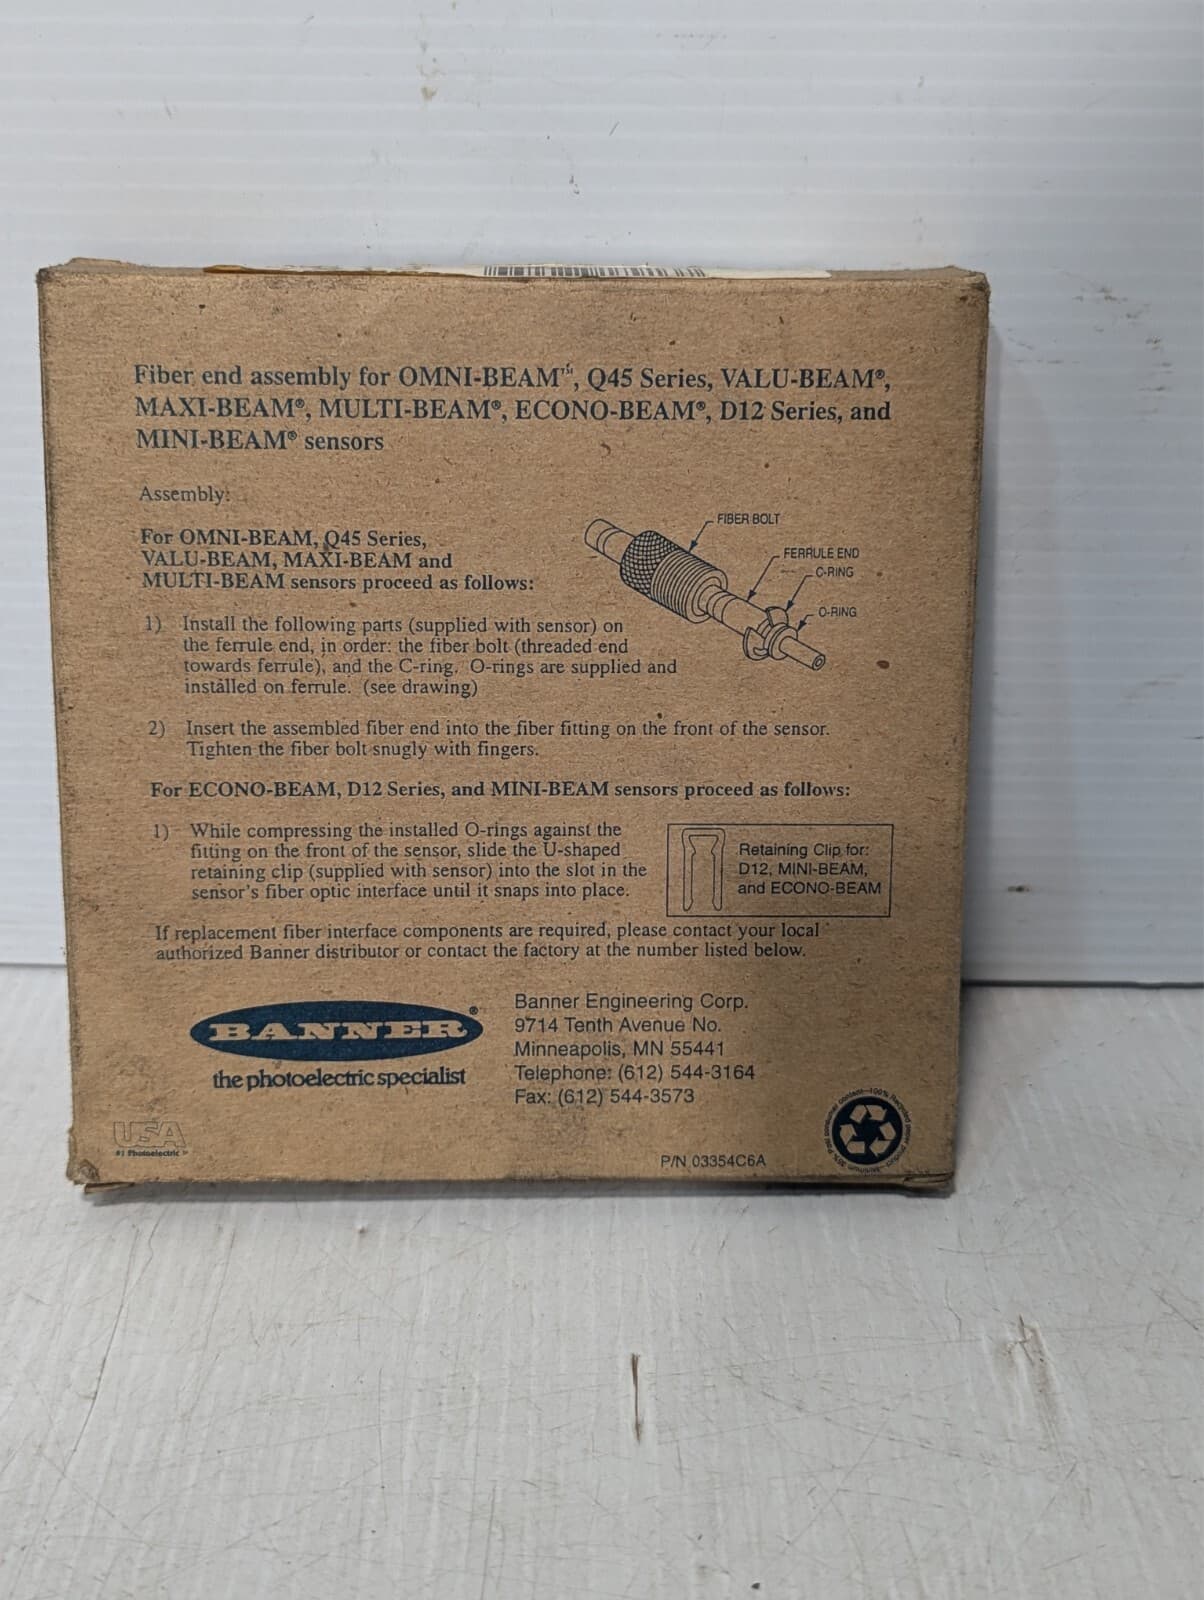 Fiber end assembly for OMNI-BEAM™, Q45 Series, VALU-BEAM®,
MAXI-BEAM®, MULTI-BEAM®, ECONO-BEAM®, D12 Series, and
MINI-BEAM® sensors
Assembly:
For OMNI-BEAM, Q45 Series,
VALU-BEAM, MAXI-BEAM and
MULTI-BEAM sensors proceed as follows:
FIBER BOLT
FERRULE END
C-RING
O-RING
1) Install the following parts (supplied with sensor) on
the ferrule end, in order: the fiber bolt (threaded end
towards ferrule), and the C-ring. O-rings are supplied and
installed on ferrule. (see drawing)
2) Insert the assembled fiber end into the fiber fitting on the front of the sensor.
Tighten the fiber bolt snugly with fingers.
For ECONO-BEAM, D12 Series, and MINI-BEAM sensors proceed as follows:
1) While compressing the installed O-rings against the
fitting on the front of the sensor, slide the U-shaped
retaining clip (supplied with sensor) into the slot in the
sensor's fiber optic interface until it snaps into place.
Retaining Clip for:
D12, MINI-BEAM,
and ECONO-BEAM
If replacement fiber interface components are required, please contact your local
authorized Banner distributor or contact the factory at the number listed below.
BANNER®
the photoelectric specialist
Banner Engineering Corp.
9714 Tenth Avenue No.
Minneapolis, MN 55441
Telephone: (612) 544-3164
Fax: (612) 544-3573
USA
#1 Photoelectric
P/N 03354C6A